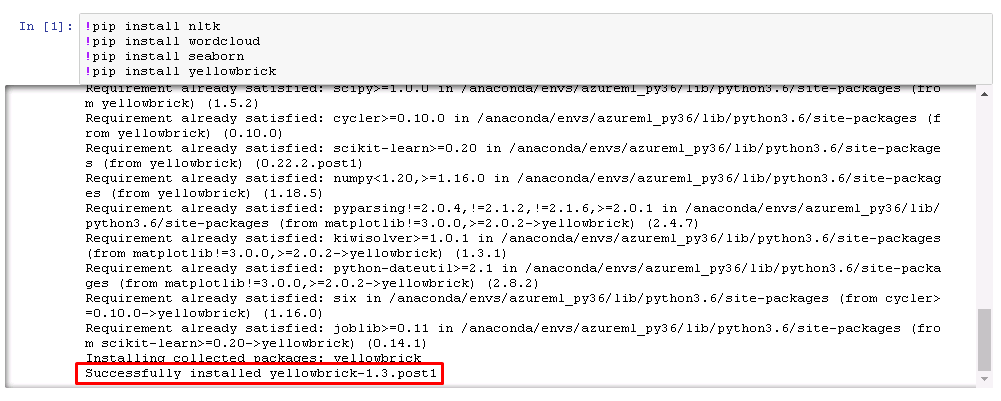 In [1]: !pip install nltk
!pip install wordcloud
!pip install seaborn
!pip install yellowbrick
Requirement already satisfied: scipy>=1.0.0 in /anaconda/envs/azureml_py36/lib/python3.6/site-packages (fro
m yellowbrick) (1.5.2)
Requirement already satisfied: cycler>=0.10.0 in /anaconda/envs/azureml_py36/lib/python3.6/site-packages (f
rom yellowbrick) (0.10.0)
Requirement already satisfied: scikit-learn>=0.20 in /anaconda/envs/azureml_py36/lib/python3.6/site-package
s (from yellowbrick) (0.22.2.post1)
Requirement already satisfied: numpy<1.20,>=1.16.0 in /anaconda/envs/azureml_py36/lib/python3.6/site-packag
es (from yellowbrick) (1.18.5)
Requirement already satisfied: pyparsing!=2.0.4,!=2.1.2,!=2.1.6,>=2.0.1 in /anaconda/envs/azureml_py36/lib/
python3.6/site-packages (from matplotlib!=3.0.0,>=2.0.2->yellowbrick) (2.4.7)
Requirement already satisfied: kiwisolver>=1.0.1 in /anaconda/envs/azureml_py36/lib/python3.6/site-packages
(from matplotlib!=3.0.0,>=2.0.2->yellowbrick) (1.3.1)
Requirement already satisfied: python-dateutil>=2.1 in /anaconda/envs/azureml_py36/lib/python3.6/site-packa
ges (from matplotlib!=3.0.0,>=2.0.2->yellowbrick) (2.8.2)
Requirement already satisfied: six in /anaconda/envs/azureml_py36/lib/python3.6/site-packages (from cycler>
=0.10.0->yellowbrick) (1.16.0)
Requirement already satisfied: joblib>=0.11 in /anaconda/envs/azureml_py36/lib/python3.6/site-packages (fro
m scikit-learn>=0.20->yellowbrick) (0.14.1)
Installing collected packages: yellowbrick
Successfully installed yellowbrick-1.3.post1